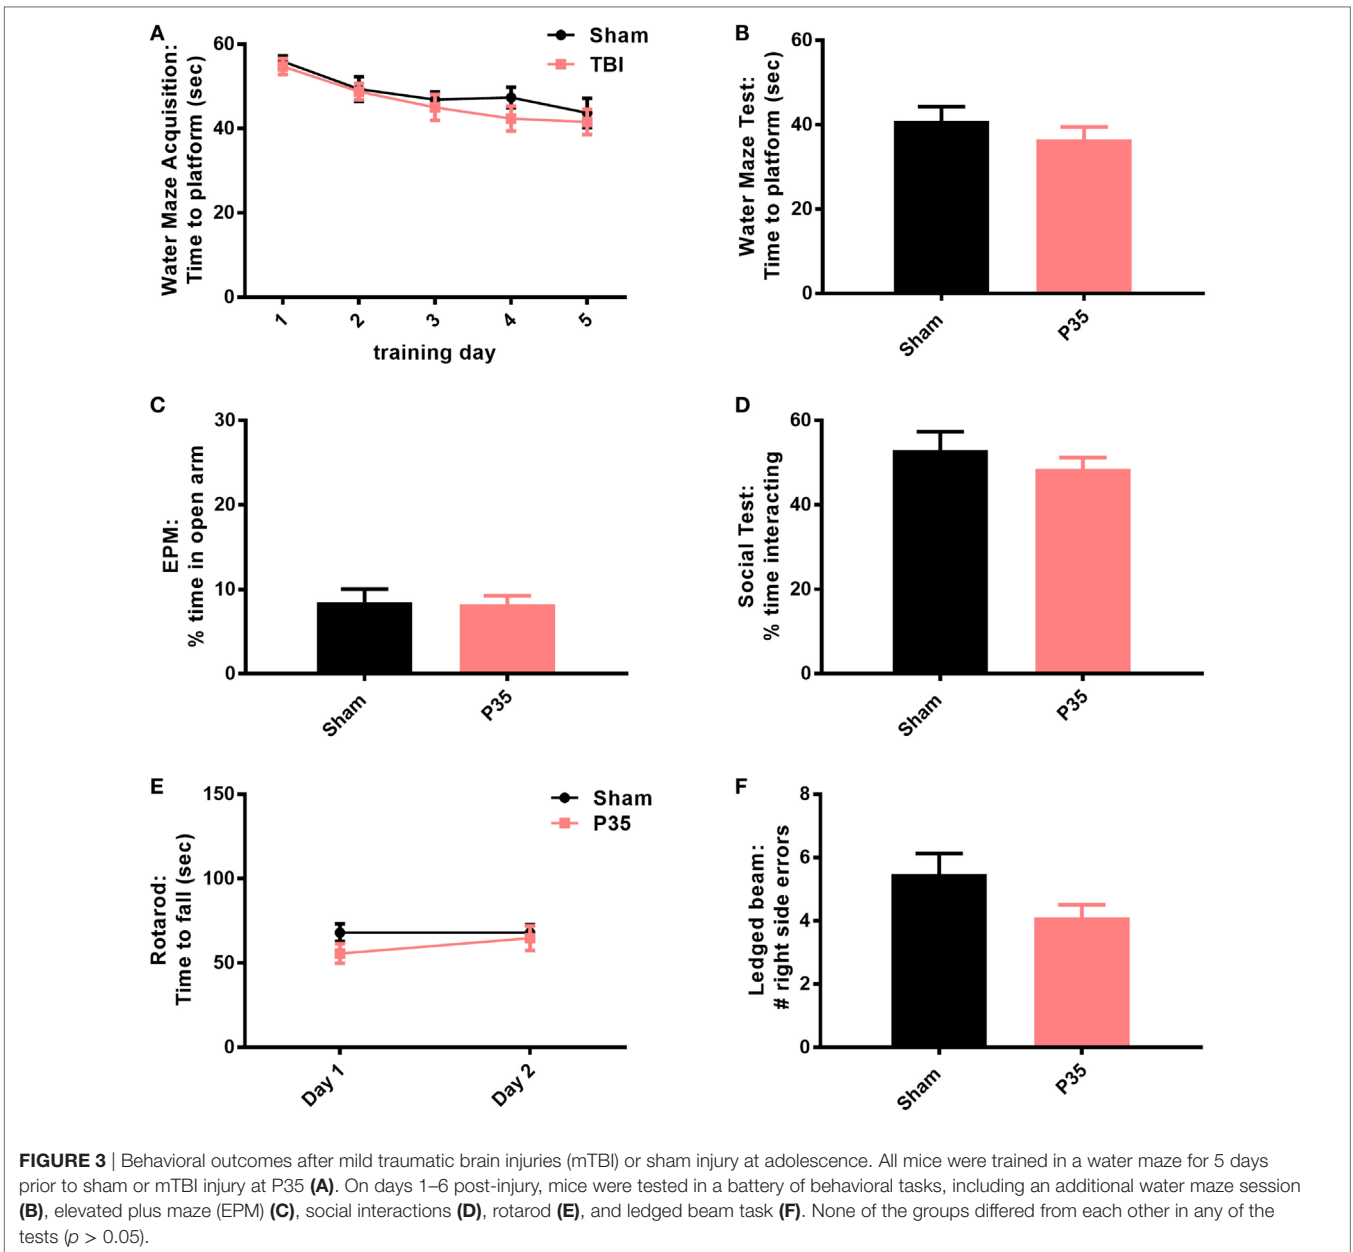 A
Water Maze Acquisition:
Time to platform (sec)
60
40
20
0
1
2
3
4
5
training day
Sham
TBI
B
Water Maze Test:
Time to platform (sec)
60
40
20
0
Sham
P35
C
EPM:
% time in open arm
30
20
10
0
Sham
P35
D
Social Test:
% time interacting
60
40
20
0
Sham
P35
E
Rotarod:
Time to fall (sec)
150
100
50
0
Day 1
Day 2
Sham
P35
F
Ledged beam:
# right side errors
8
6
4
2
0
Sham
P35
FIGURE 3 | Behavioral outcomes after mild traumatic brain injuries (mTBI) or sham injury at adolescence. All mice were trained in a water maze for 5 days
prior to sham or mTBI injury at P35 (A). On days 1–6 post-injury, mice were tested in a battery of behavioral tasks, including an additional water maze session
(B), elevated plus maze (EPM) (C), social interactions (D), rotarod (E), and ledged beam task (F). None of the groups differed from each other in any of the
tests (p > 0.05).